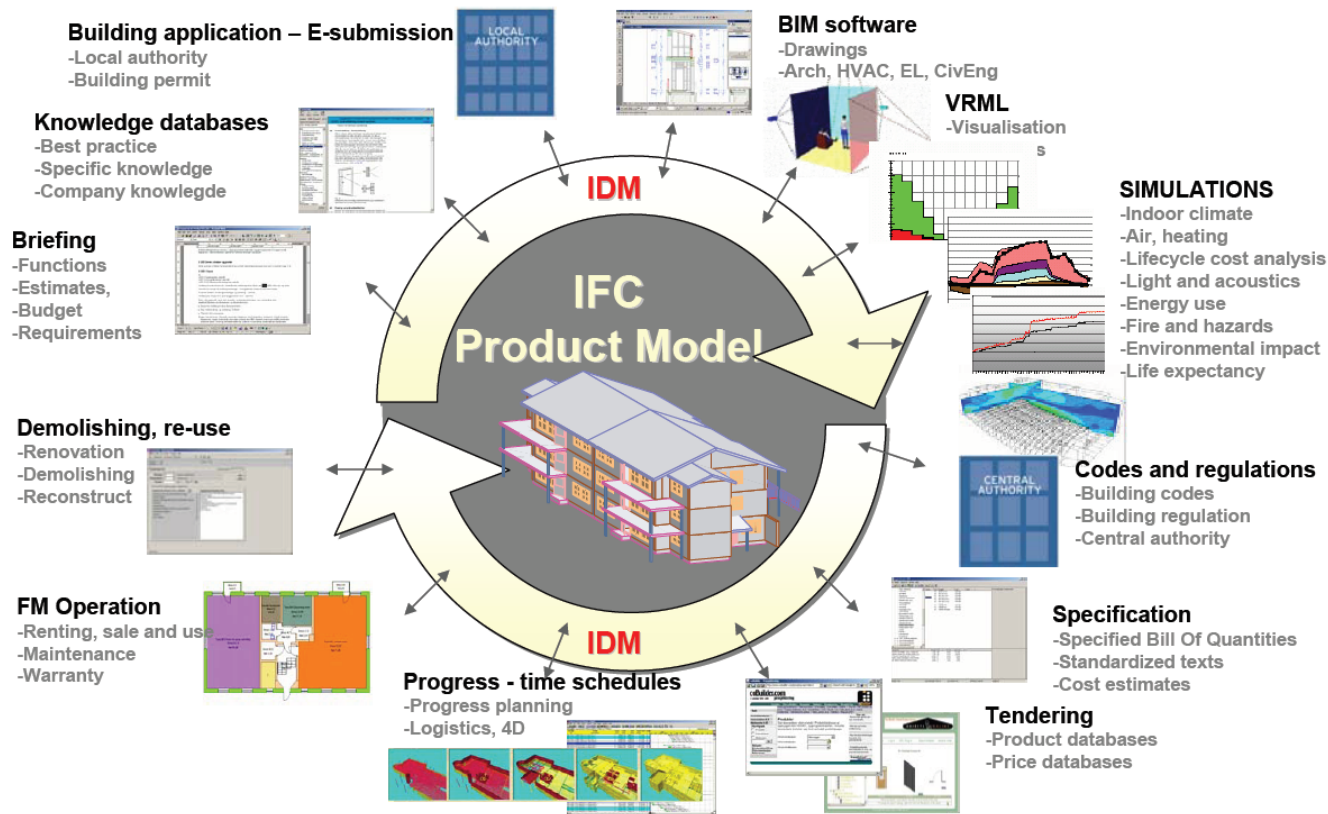 Building application – E-submission
-Local authority
-Building permit
LOCAL
AUTHORITY
BIM software
-Drawings
-Arch, HVAC, EL, CivEng
VRML
-Visualisation
s
Knowledge databases
-Best practice
-Specific knowledge
-Company knowlegde
IDM
SIMULATIONS
-Indoor climate
-Air, heating
-Lifecycle cost analysis
-Light and acoustics
-Energy use
-Fire and hazards
-Environmental impact
-Life expectancy
Briefing
-Functions
-Estimates,
-Budget
-Requirements
IFC
Product Model
Demolishing, re-use
-Renovation
-Demolishing
-Reconstruct
CENTRAL
AUTHORITY
Codes and regulations
-Building codes
-Building regulation
-Central authority
FM Operation
-Renting, sale and use
-Maintenance
-Warranty
IDM
Specification
-Specified Bill Of Quantities
-Standardized texts
-Cost estimates
Progress - time schedules
-Progress planning
-Logistics, 4D
coBuilder.com
Tendering
-Product databases
-Price databases